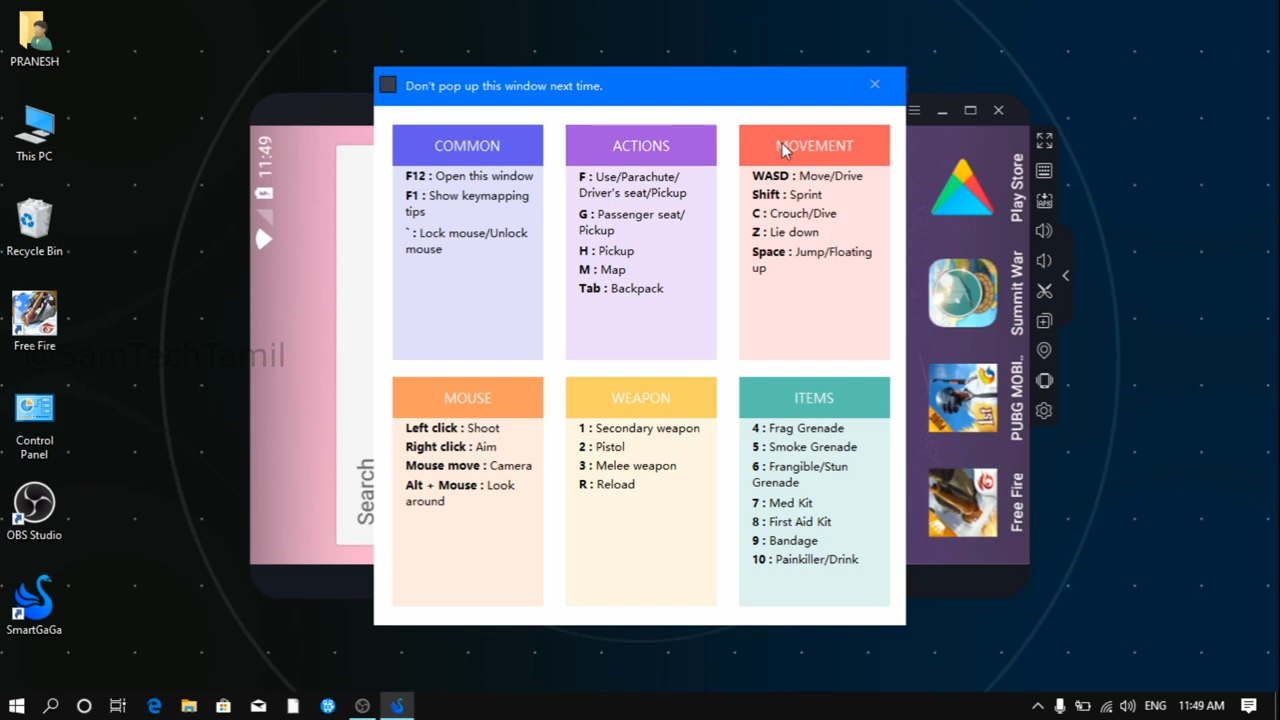 PRANESH
This PC
Recycle Bin
Free Fire
@SamTechTamil
Control
Panel
OBS Studio
SmartGaGa
11:49
Search
Don't pop up this window next time.
COMMON
F12 : Open this window
F1 : Show keymapping
tips
` : Lock mouse/Unlock
mouse
ACTIONS
F : Use/Parachute/
Driver's seat/Pickup
G : Passenger seat/
Pickup
H : Pickup
M : Map
Tab : Backpack
MOVEMENT
WASD : Move/Drive
Shift : Sprint
C : Crouch/Dive
Z : Lie down
Space : Jump/Floating
up
MOUSE
Left click : Shoot
Right click : Aim
Mouse move : Camera
Alt + Mouse : Look
around
WEAPON
1 : Secondary weapon
2 : Pistol
3 : Melee weapon
R : Reload
ITEMS
4 : Frag Grenade
5 : Smoke Grenade
6 : Frangible/Stun
Grenade
7 : Med Kit
8 : First Aid Kit
9 : Bandage
10 : Painkiller/Drink
Play Store
Summit War
PUBG MOBI..
Free Fire
APK
ENG
11:49 AM